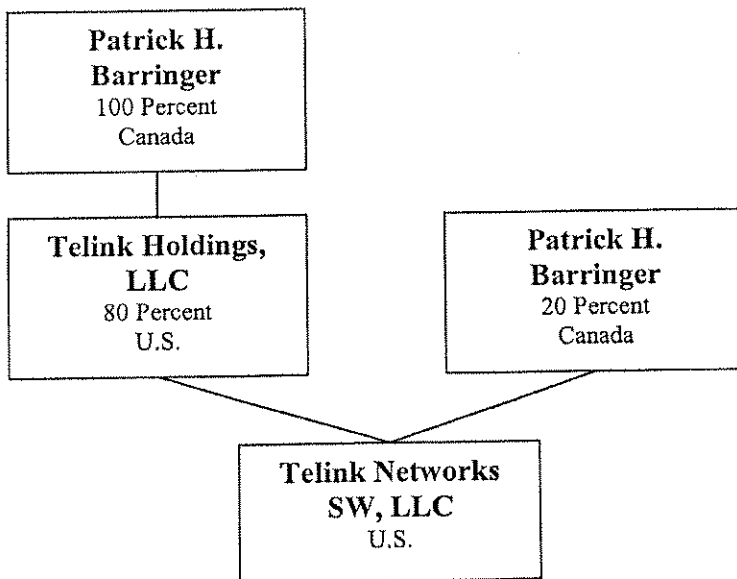 Patrick H.
Barringer
100 Percent
Canada
Telink Holdings,
LLC
80 Percent
U.S.
Patrick H.
Barringer
20 Percent
Canada
Telink Networks
SW, LLC
U.S.